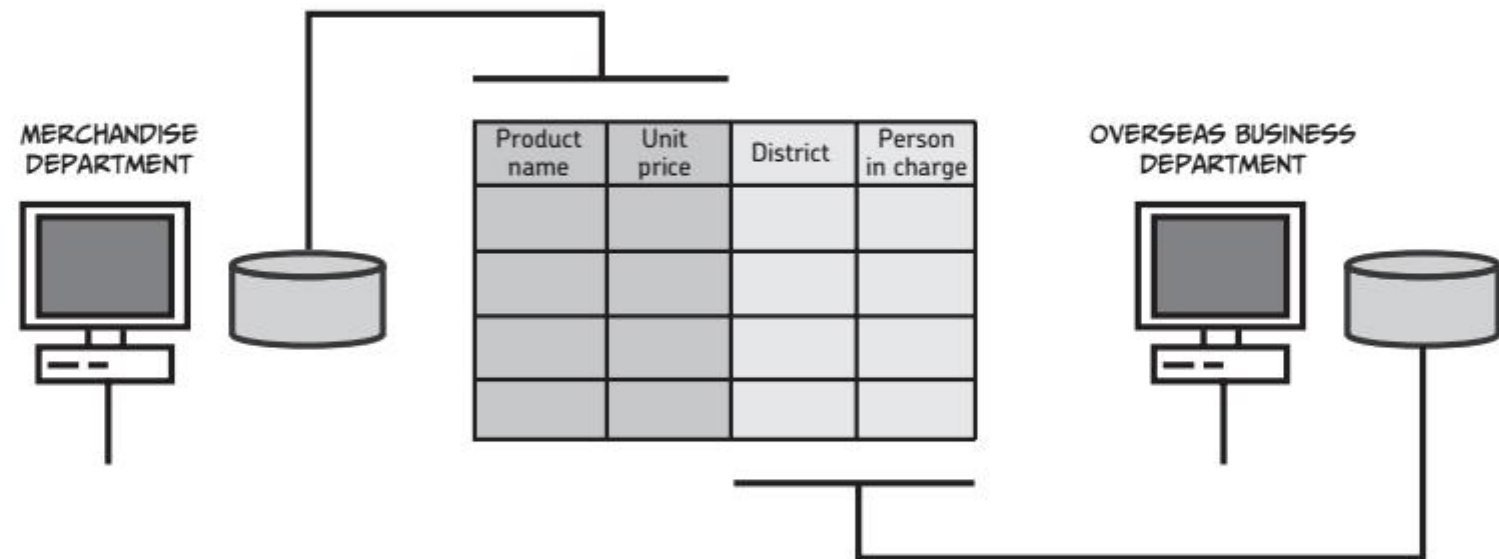 MERCHANDISE
DEPARTMENT
Product
name
Unit
price
District
Person
in charge
OVERSEAS BUSINESS
DEPARTMENT